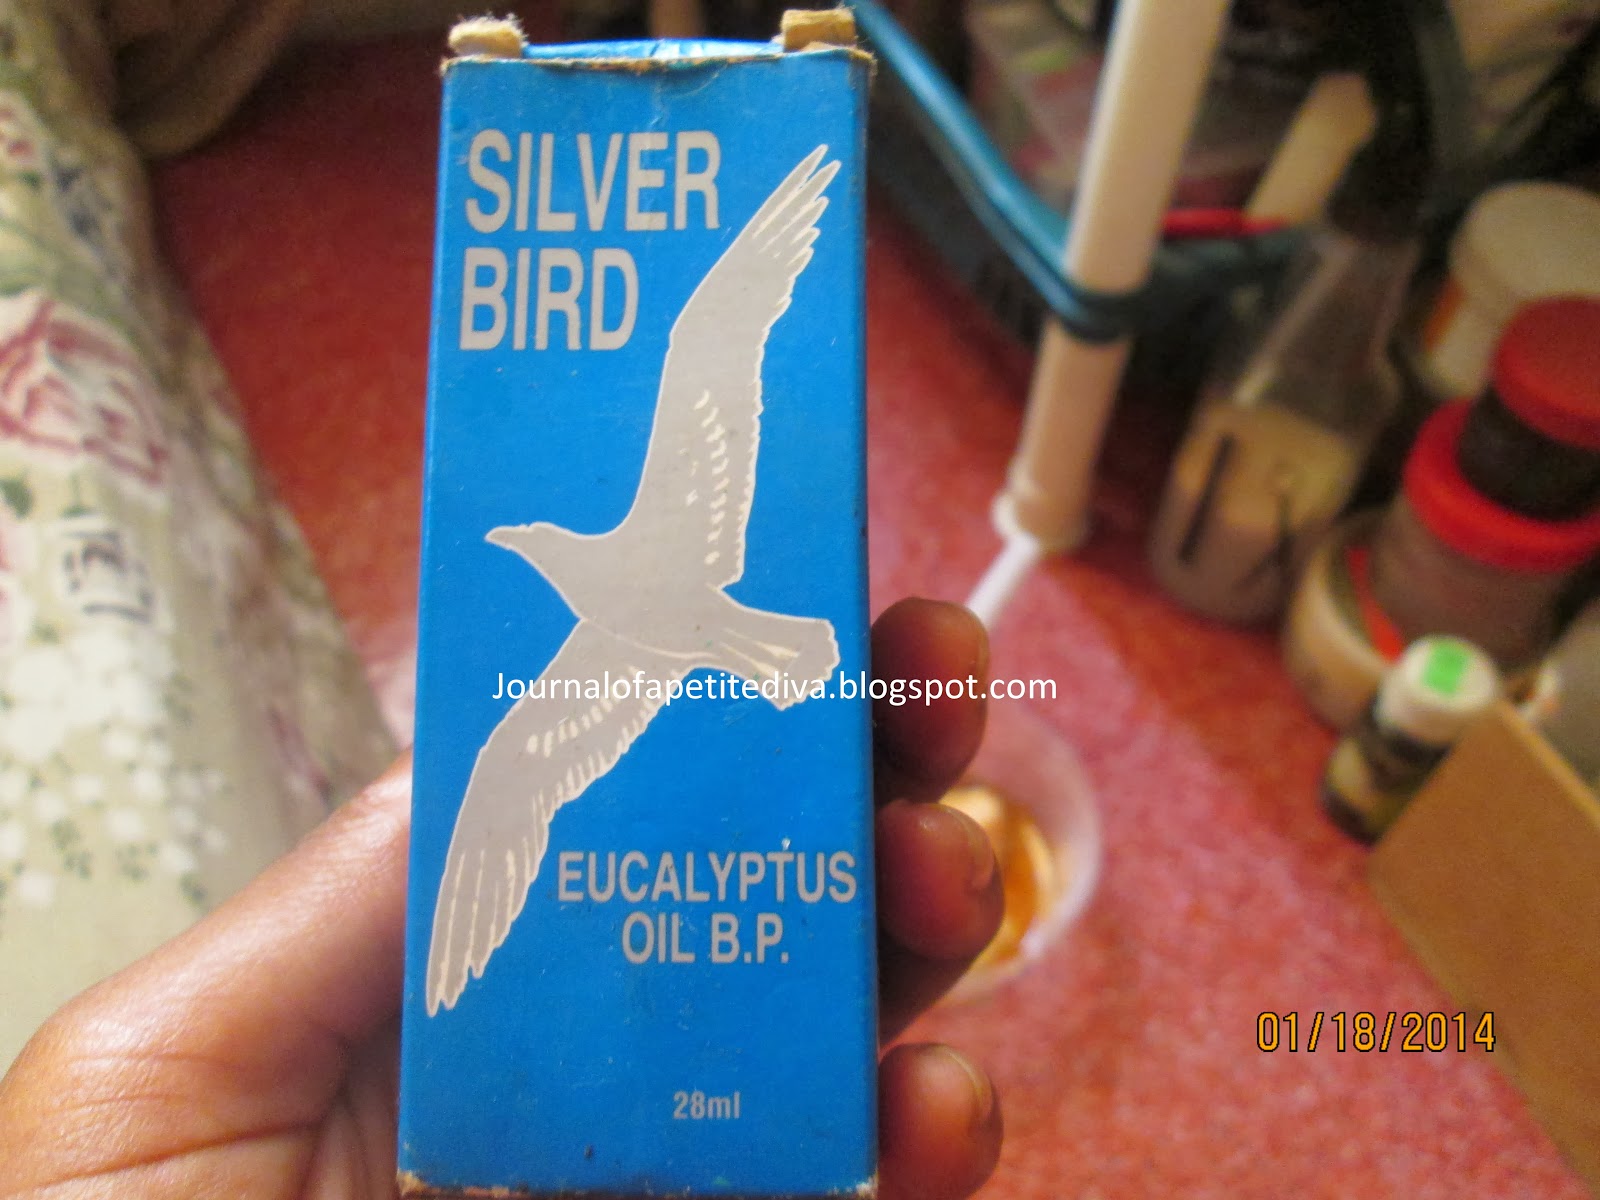 SILVER
BIRD
Journalofapetitediva.blogspot.com
EUCALYPTUS
OIL B.P.
28ml
01/18/2014